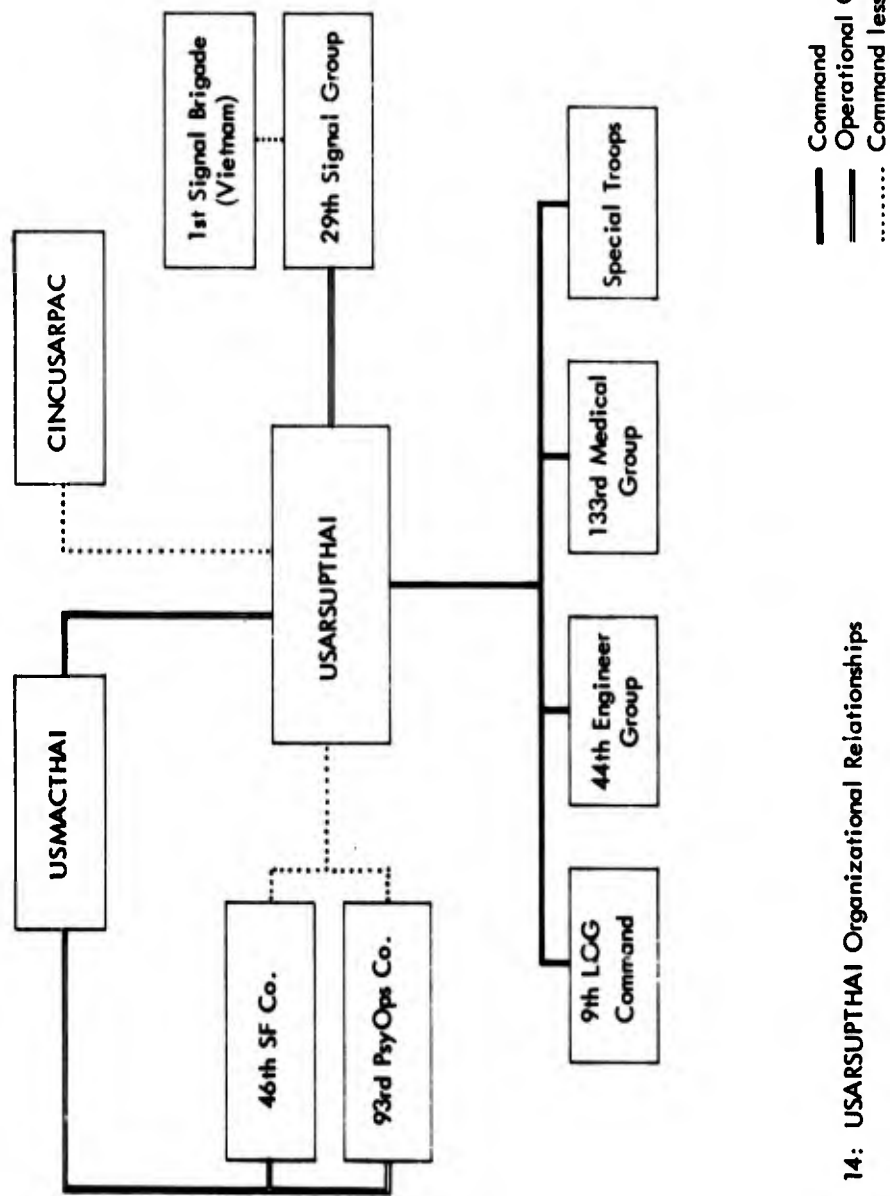 USMACTHAI
CINCUSARPAC
1st Signal Brigade
(Vietnam)
46th SF Co.
93rd PsyOps Co.
USARSUPTHAI
29th Signal Group
9th LOG
Command
44th Engineer
Group
133rd Medical
Group
Special Troops
Command
Operational
Command less
14: USARSUPTHAI Organizational Relationships